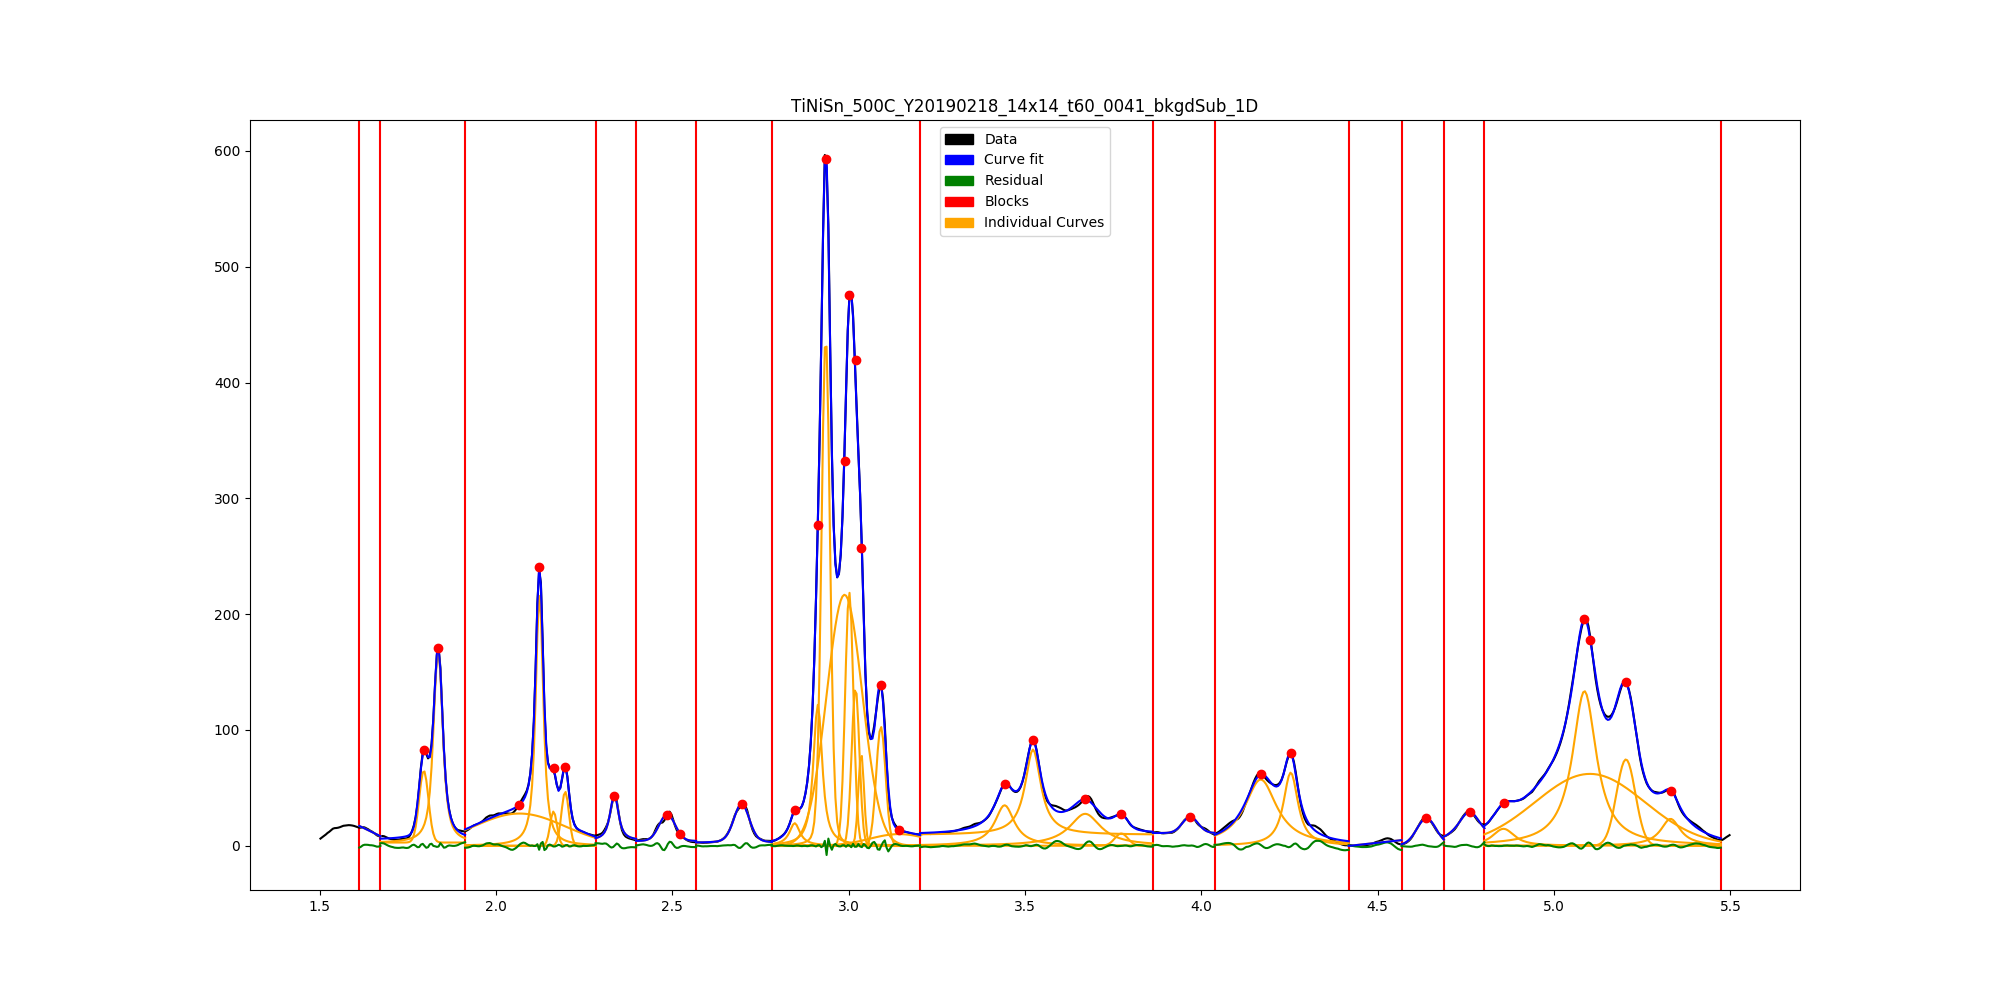 TiNiSn_500C_Y20190218_14x14_t60_0041_bkgdSub_1D
Data
Curve fit
Residual
Blocks
Individual Curves
600
500
400
300
200
100
0
1.5 2.0 2.5 3.0 3.5 4.0 4.5 5.0 5.5